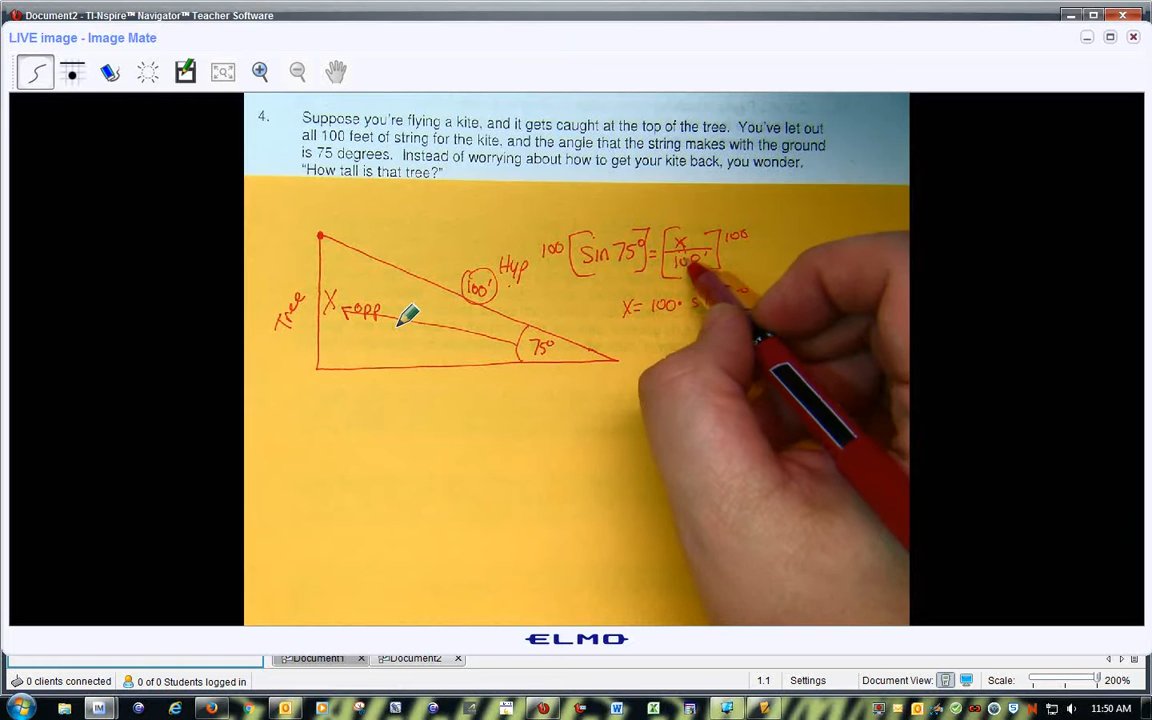 Document2 - TI-Nspire™ Navigator™ Teacher Software
LIVE image - Image Mate
4. Suppose you're flying a kite, and it gets caught at the top of the tree. You've let out
all 100 feet of string for the kite, and the angle that the string makes with the ground
is 75 degrees. Instead of worrying about how to get your kite back, you wonder.
"How tall is that tree?"
100 [Sin 75°] = [x/100'] 100
Hyp
100'
X = 100 · s
Tree
X
opp
75°
ELMO
Document1
Document2
0 clients connected
0 of 0 Students logged in
1.1
Settings
Document View:
Scale:
200%
11:50 AM